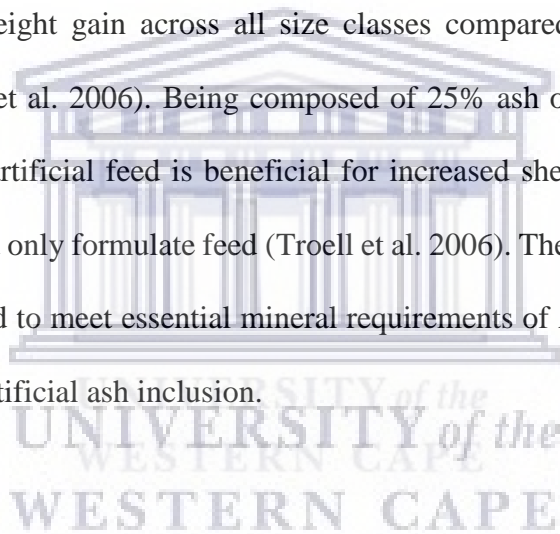 eight gain across all size classes compared
et al. 2006). Being composed of 25% ash o
rtificial feed is beneficial for increased she
only formulate feed (Troell et al. 2006). The
d to meet essential mineral requirements of
tificial ash inclusion.
UNIVERSITY of the
WESTERN CAPE